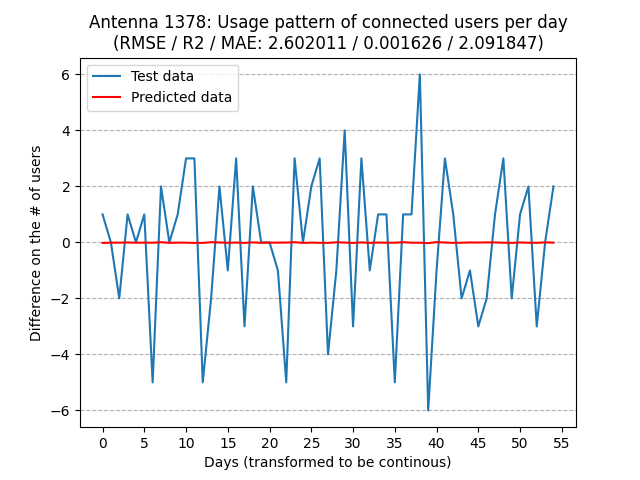 Antenna 1378: Usage pattern of connected users per day
(RMSE / R2 / MAE: 2.602011 / 0.001626 / 2.091847)
Test data
Predicted data
Difference on the # of users
6
4
2
0
−2
−4
−6
0 5 10 15 20 25 30 35 40 45 50 55
Days (transformed to be continous)